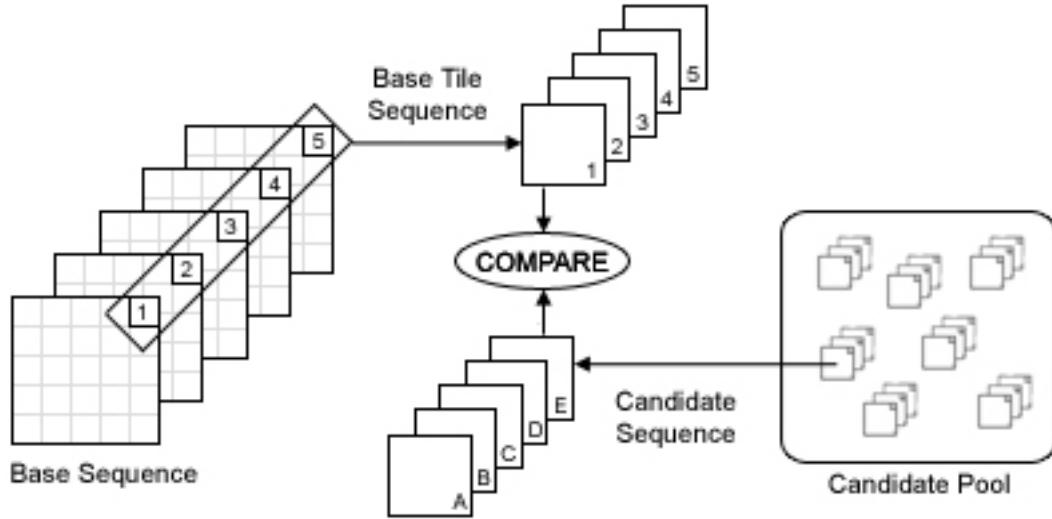 Base Tile
Sequence
5
4
3
2
1
5
4
3
2
1
COMPARE
Base Sequence
E
D
C
B
A
Candidate
Sequence
Candidate Pool